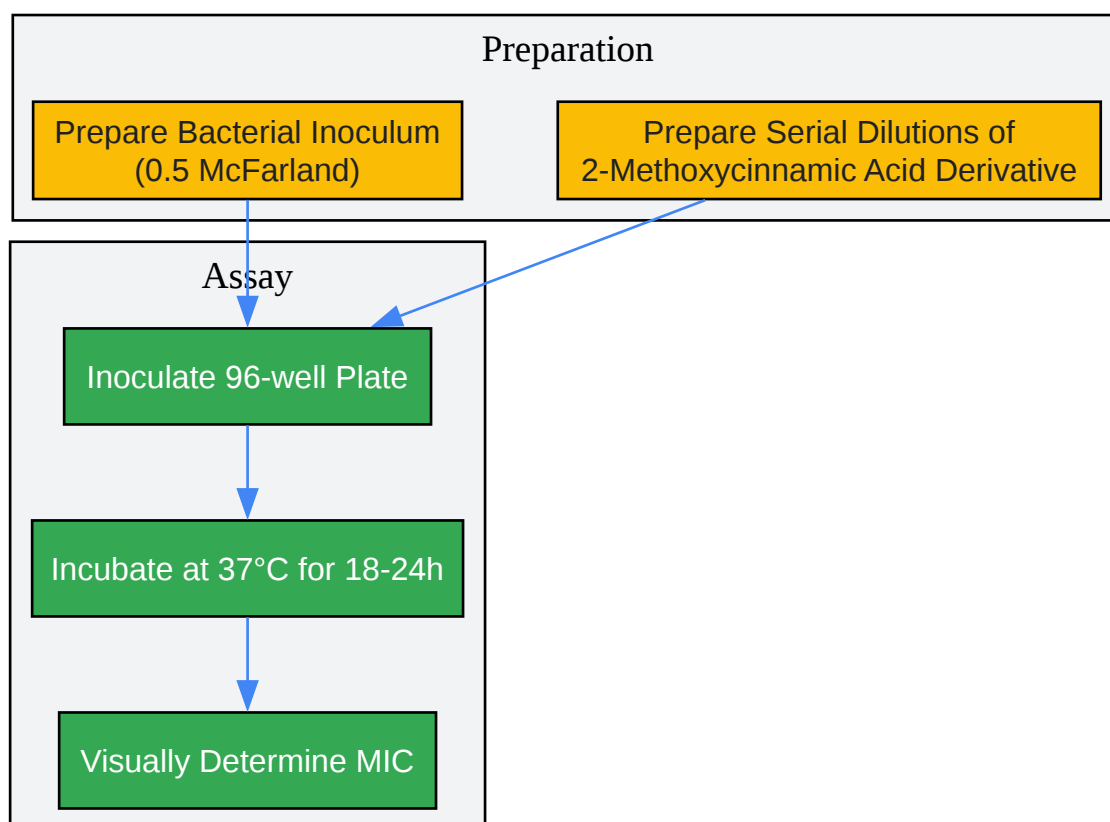 Preparation
Prepare Bacterial Inoculum
(0.5 McFarland)
Prepare Serial Dilutions of
2-Methoxycinnamic Acid Derivative
Assay
Inoculate 96-well Plate
Incubate at 37°C for 18-24h
Visually Determine MIC